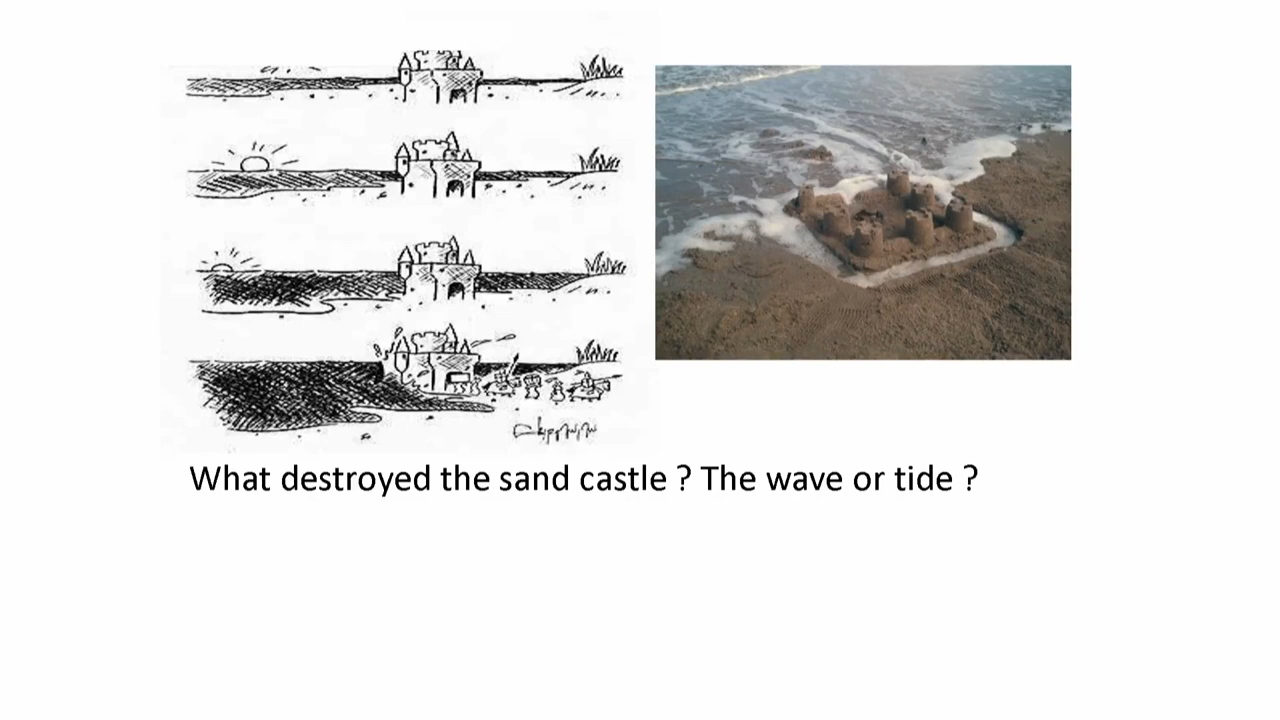 What destroyed the sand castle ? The wave or tide ?